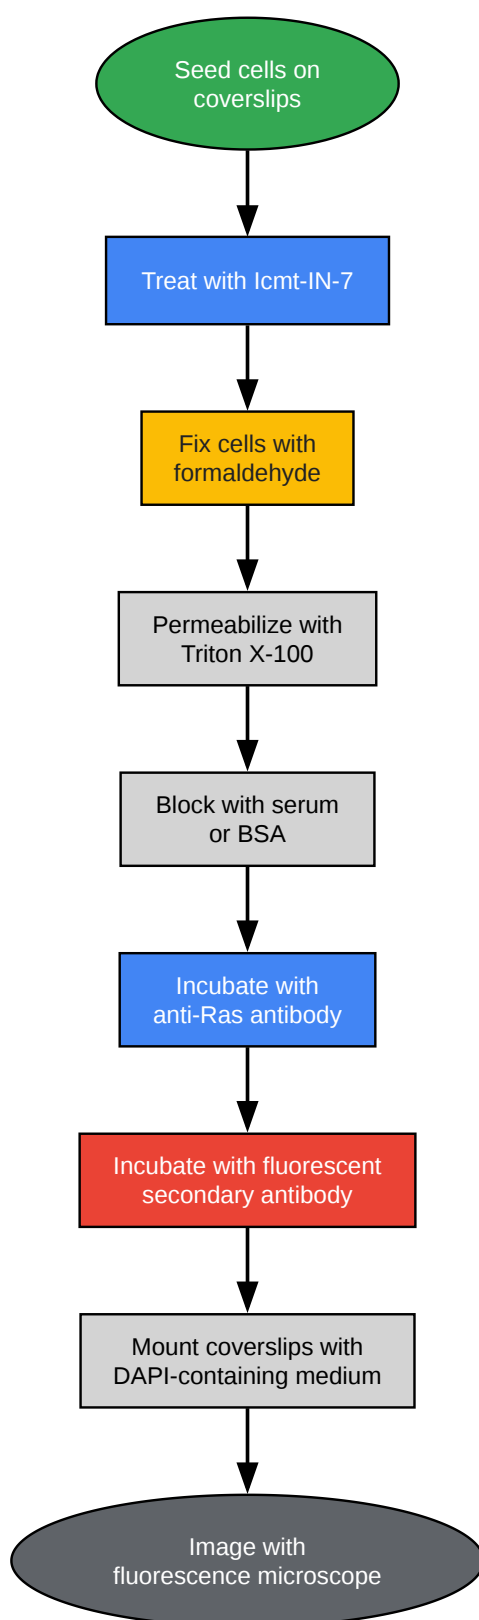 Seed cells on
coverslips
Treat with Icmt-IN-7
Fix cells with
formaldehyde
Permeabilize with
Triton X-100
Block with serum
or BSA
Incubate with
anti-Ras antibody
Incubate with fluorescent
secondary antibody
Mount coverslips with
DAPI-containing medium
Image with
fluorescence microscope